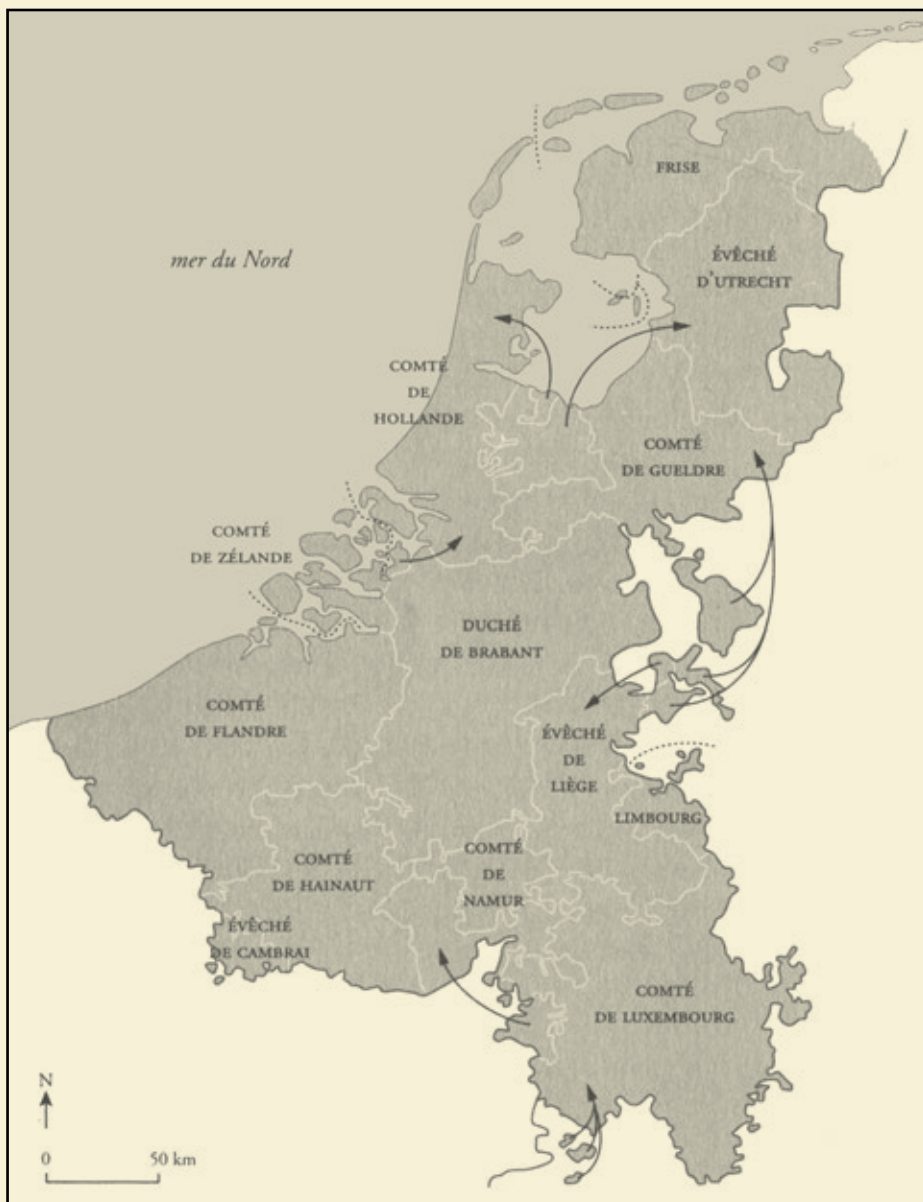 FRISE
mer du Nord
ÉVÊCHÉ
D'UTRECHT
COMTÉ
DE
HOLLANDE
COMTÉ
DE GUELDRE
COMTÉ
DE ZÉLANDE
DUCHÉ
DE BRABANT
COMTÉ
DE FLANDRE
ÉVÊCHÉ
DE
LIÈGE
LIMBOURG
COMTÉ
DE HAINAUT
COMTÉ
DE
NAMUR
ÉVÊCHÉ
DE CAMBRAI
COMTÉ
DE LUXEMBOURG
N
0 50 km